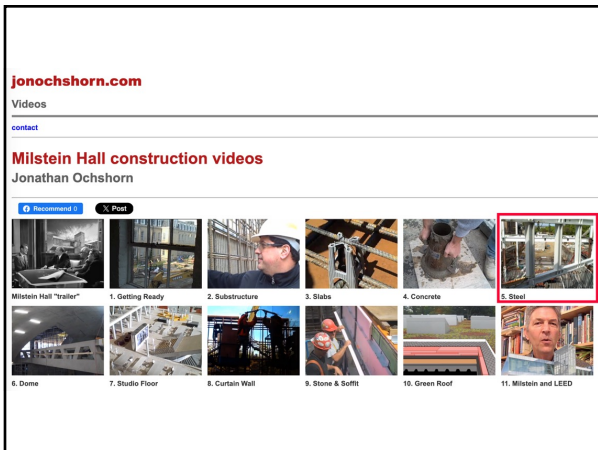 jonochshorn.com
Videos
contact
Milstein Hall construction videos
Jonathan Ochshorn
Recommend 0
X Post
Milstein Hall "trailer"
1. Getting Ready
2. Substructure
3. Slabs
4. Concrete
5. Steel
6. Dome
7. Studio Floor
8. Curtain Wall
9. Stone & Soffit
10. Green Roof
11. Milstein and LEED